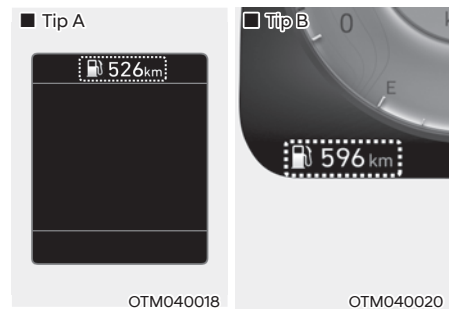 ■ Tip A
526km
OTM040018
■ Tip B
0
k
E
596 km
OTM040020